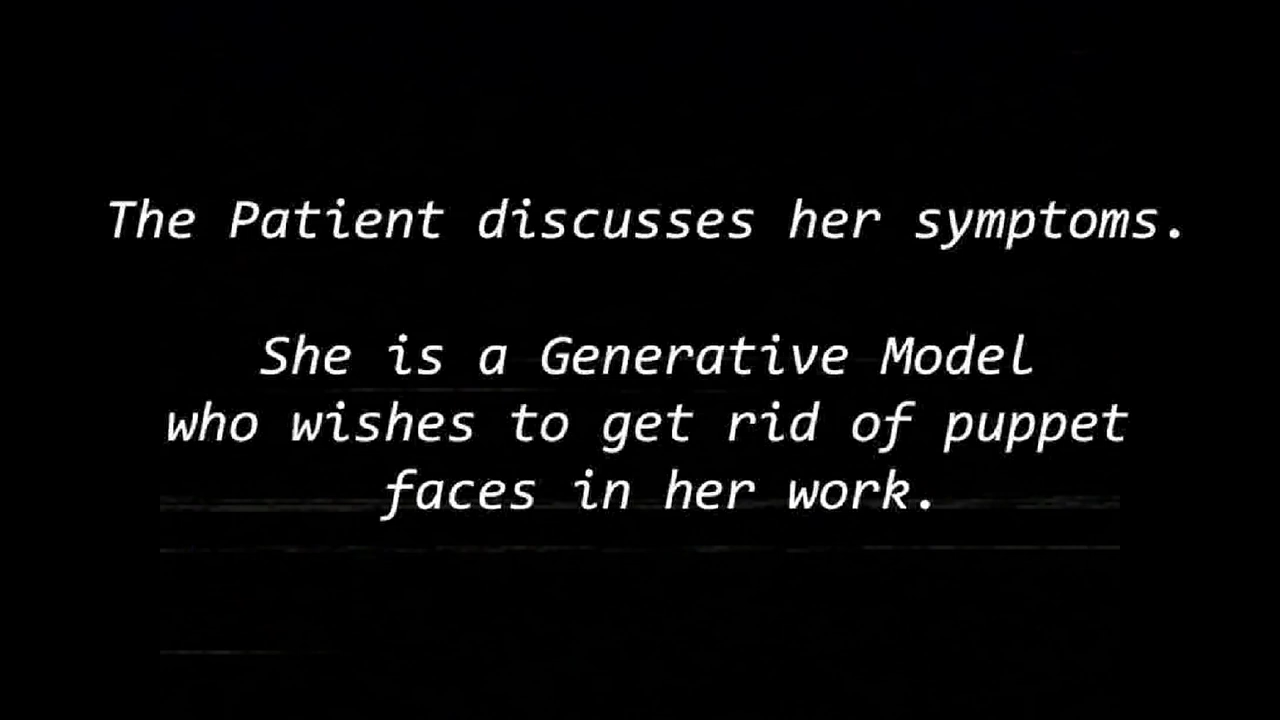 The Patient discusses her symptoms.
She is a Generative Model
who wishes to get rid of puppet
faces in her work.